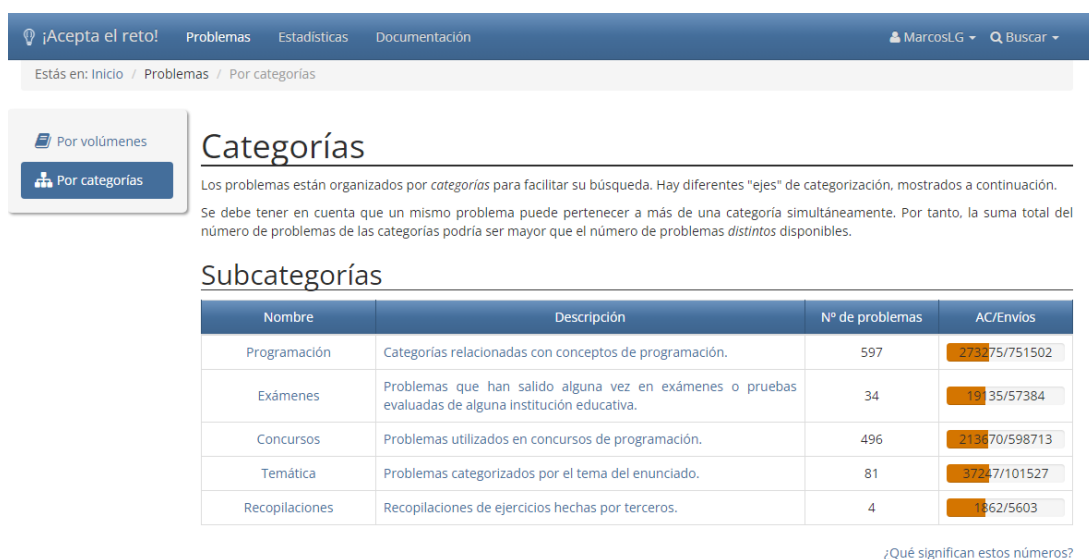 ¡Acepta el reto! Problemas Estadísticas Documentación MarcosLG Buscar
Estás en: Inicio / Problemas / Por categorías
Por volúmenes
Por categorías
Categorías
Los problemas están organizados por categorías para facilitar su búsqueda. Hay diferentes "ejes" de categorización, mostrados a continuación.
Se debe tener en cuenta que un mismo problema puede pertenecer a más de una categoría simultáneamente. Por tanto, la suma total del
número de problemas de las categorías podría ser mayor que el número de problemas distintos disponibles.
Subcategorías
Nombre Descripción Nº de problemas AC/Envíos
Programación Categorías relacionadas con conceptos de programación. 597 273275/751502
Exámenes Problemas que han salido alguna vez en exámenes o pruebas
evaluadas de alguna institución educativa. 34 19135/57384
Concursos Problemas utilizados en concursos de programación. 496 213670/598713
Temática Problemas categorizados por el tema del enunciado. 81 37247/101527
Recopilaciones Recopilaciones de ejercicios hechas por terceros. 4 1862/5603
¿Qué significan estos números?